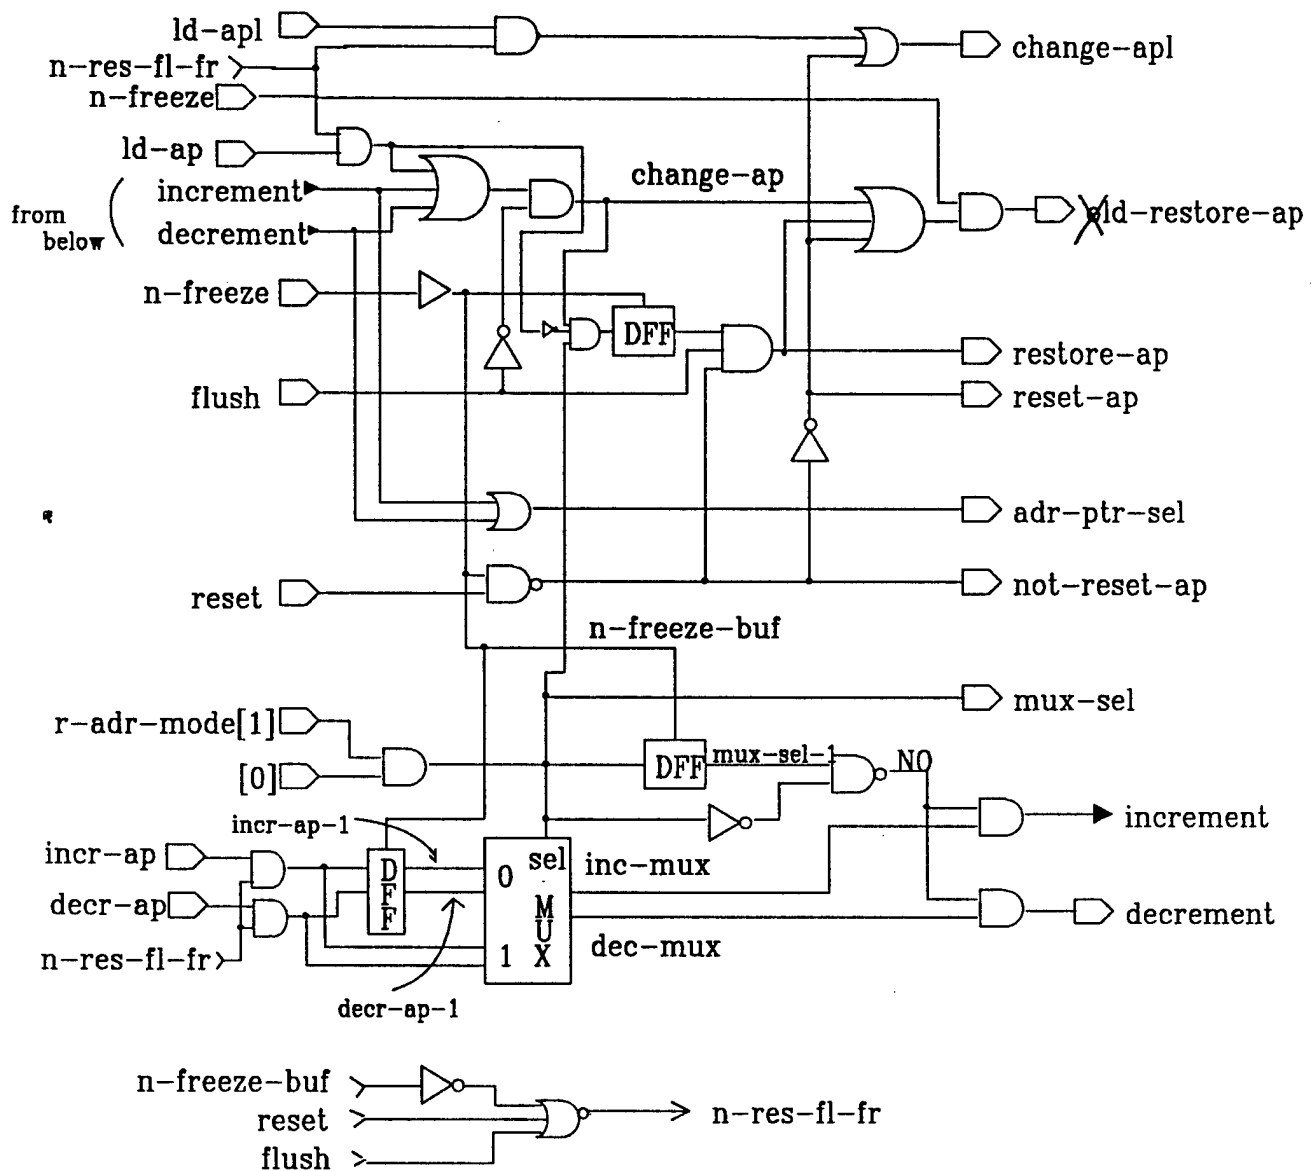 ld-apl
change-apl
n-res-fl-fr
n-freeze
ld-ap
change-ap
increment
from below
decrement
ld-restore-ap
n-freeze
DFF
restore-ap
flush
reset-ap
adr-ptr-sel
reset
not-reset-ap
n-freeze-buf
mux-sel
r-adr-mode[1]
[0]
DFF
mux-sel-1
NO
incr-ap-1
increment
incr-ap
DFF
0
sel
inc-mux
decr-ap
MUX
decrement
n-res-fl-fr
1
dec-mux
decr-ap-1
n-freeze-buf
reset
n-res-fl-fr
flush